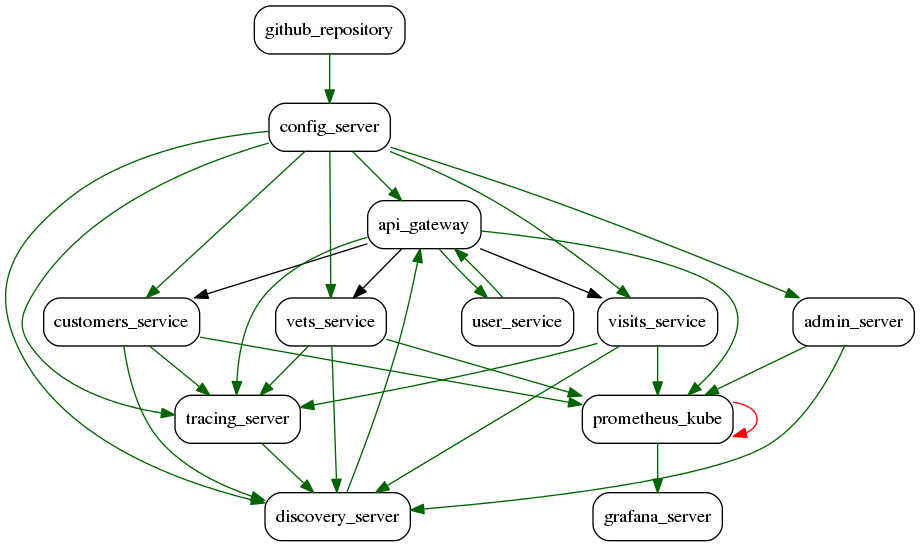 github_repository
config_server
api_gateway
customers_service
vets_service
user_service
visits_service
admin_server
tracing_server
prometheus_kube
discovery_server
grafana_server